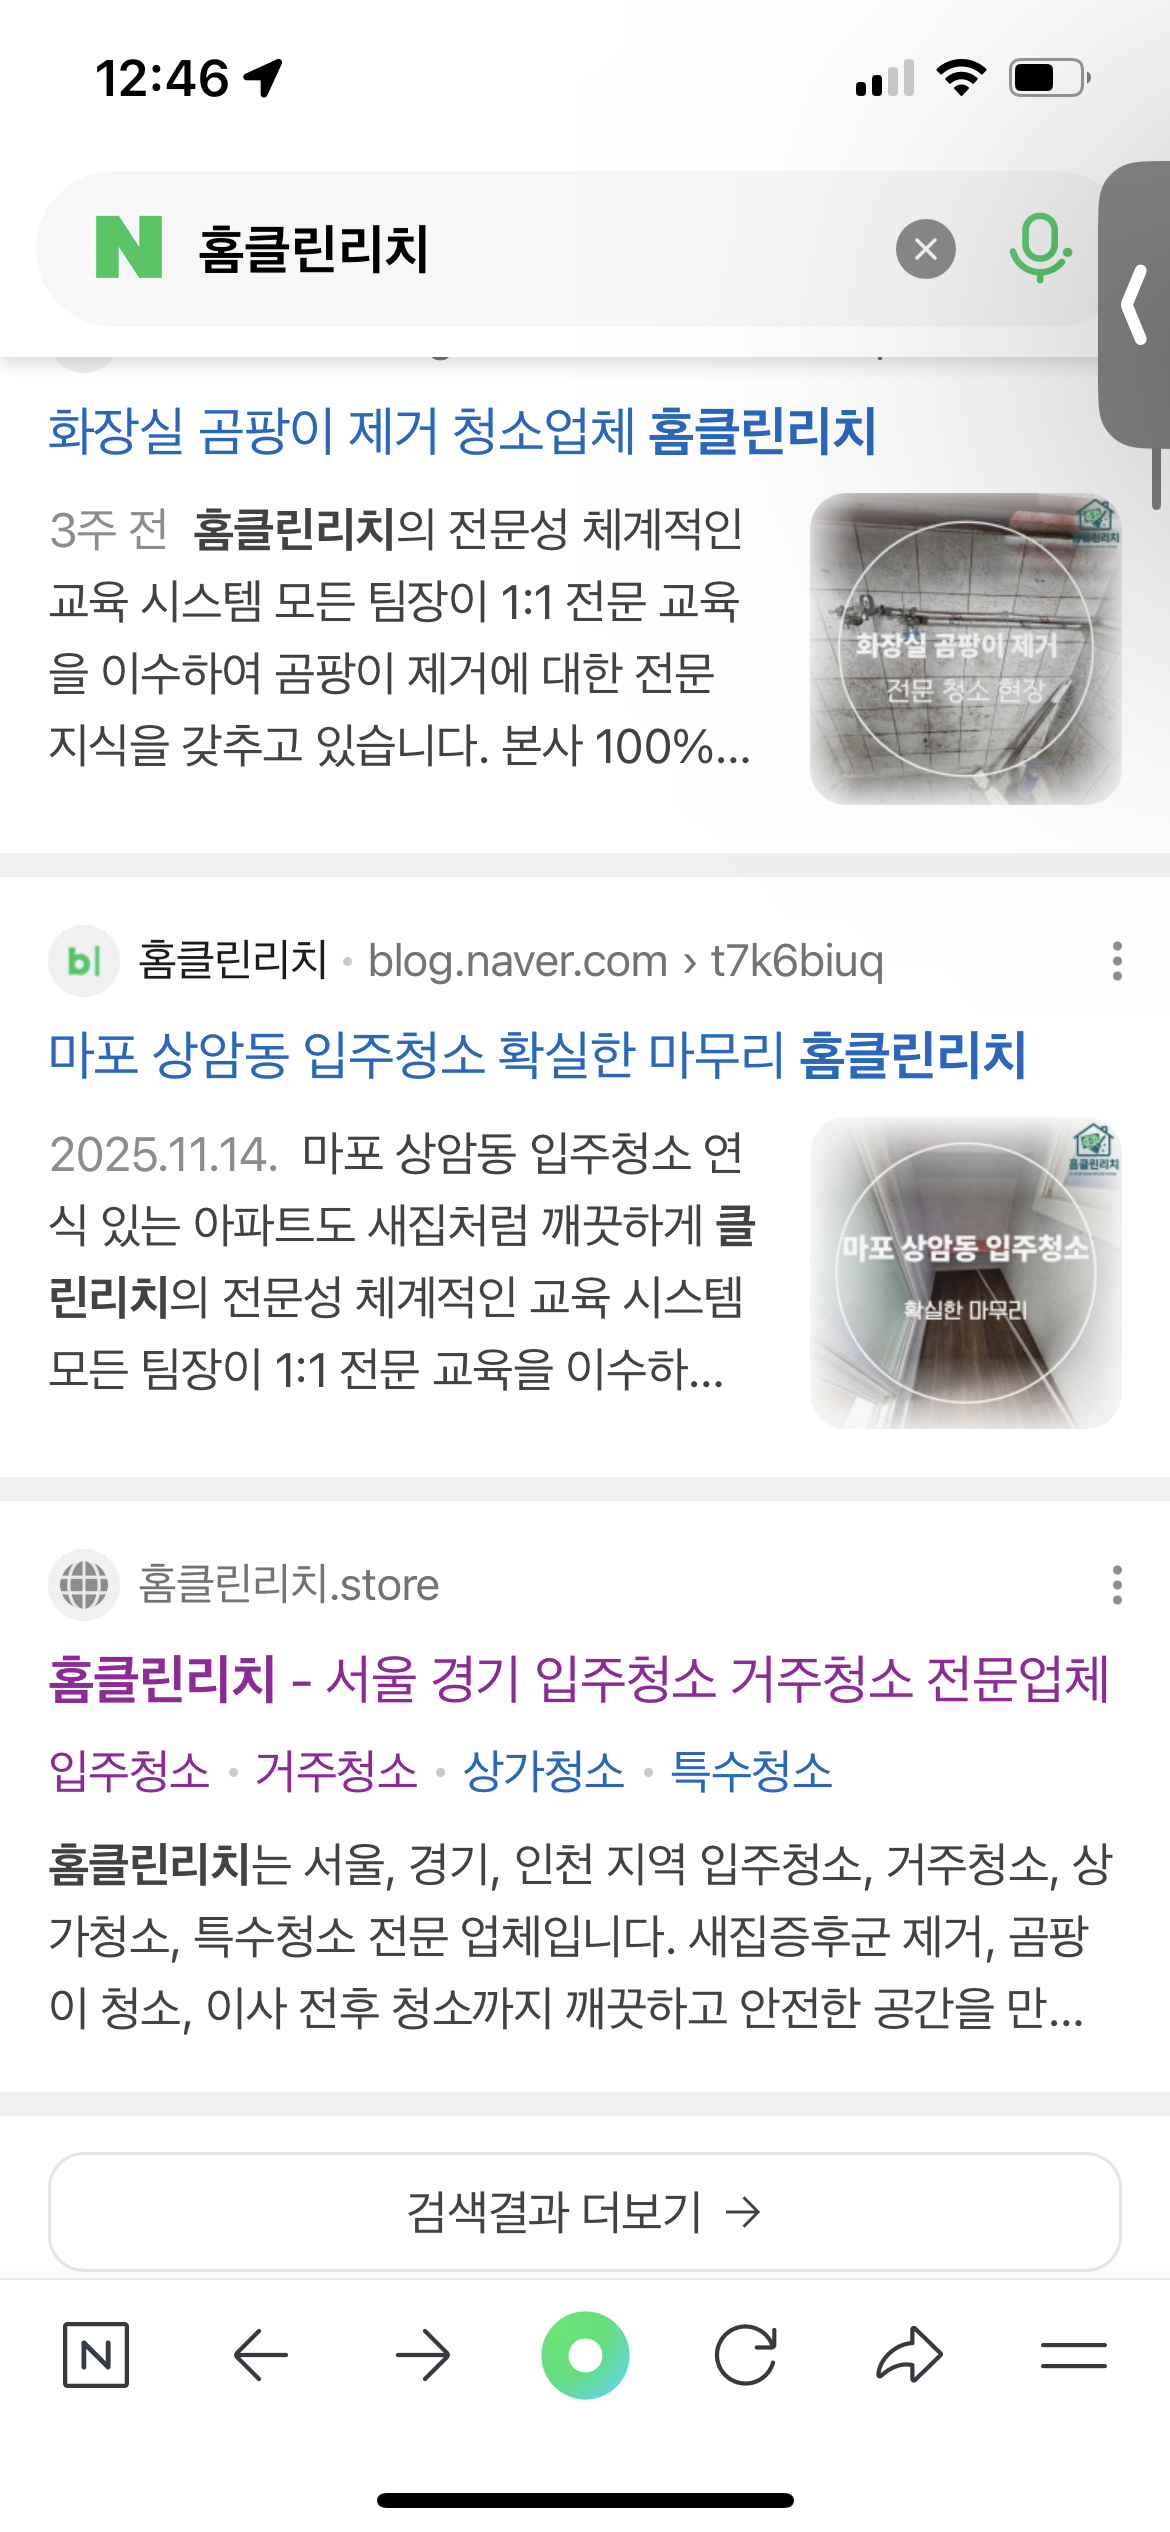 12:46
홈클린리치
화장실 곰팡이 제거 청소업체 홈클린리치
3주 전 홈클린리치의 전문성 체계적인
교육 시스템 모든 팀장이 1:1 전문 교육
을 이수하여 곰팡이 제거에 대한 전문
지식을 갖추고 있습니다. 본사 100%...
홈클린리치
화장실 곰팡이 제거
전문 청소 현장
홈클린리치 · blog.naver.com › t7k6biuq
마포 상암동 입주청소 확실한 마무리 홈클린리치
2025.11.14. 마포 상암동 입주청소 연
식 있는 아파트도 새집처럼 깨끗하게 클
린리치의 전문성 체계적인 교육 시스템
모든 팀장이 1:1 전문 교육을 이수하...
홈클린리치
마포 상암동 입주청소
확실한 마무리
홈클린리치.store
홈클린리치 - 서울 경기 입주청소 거주청소 전문업체
입주청소 · 거주청소 · 상가청소 · 특수청소
홈클린리치는 서울, 경기, 인천 지역 입주청소, 거주청소, 상
가청소, 특수청소 전문 업체입니다. 새집증후군 제거, 곰팡
이 청소, 이사 전후 청소까지 깨끗하고 안전한 공간을 만...
검색결과 더보기 →